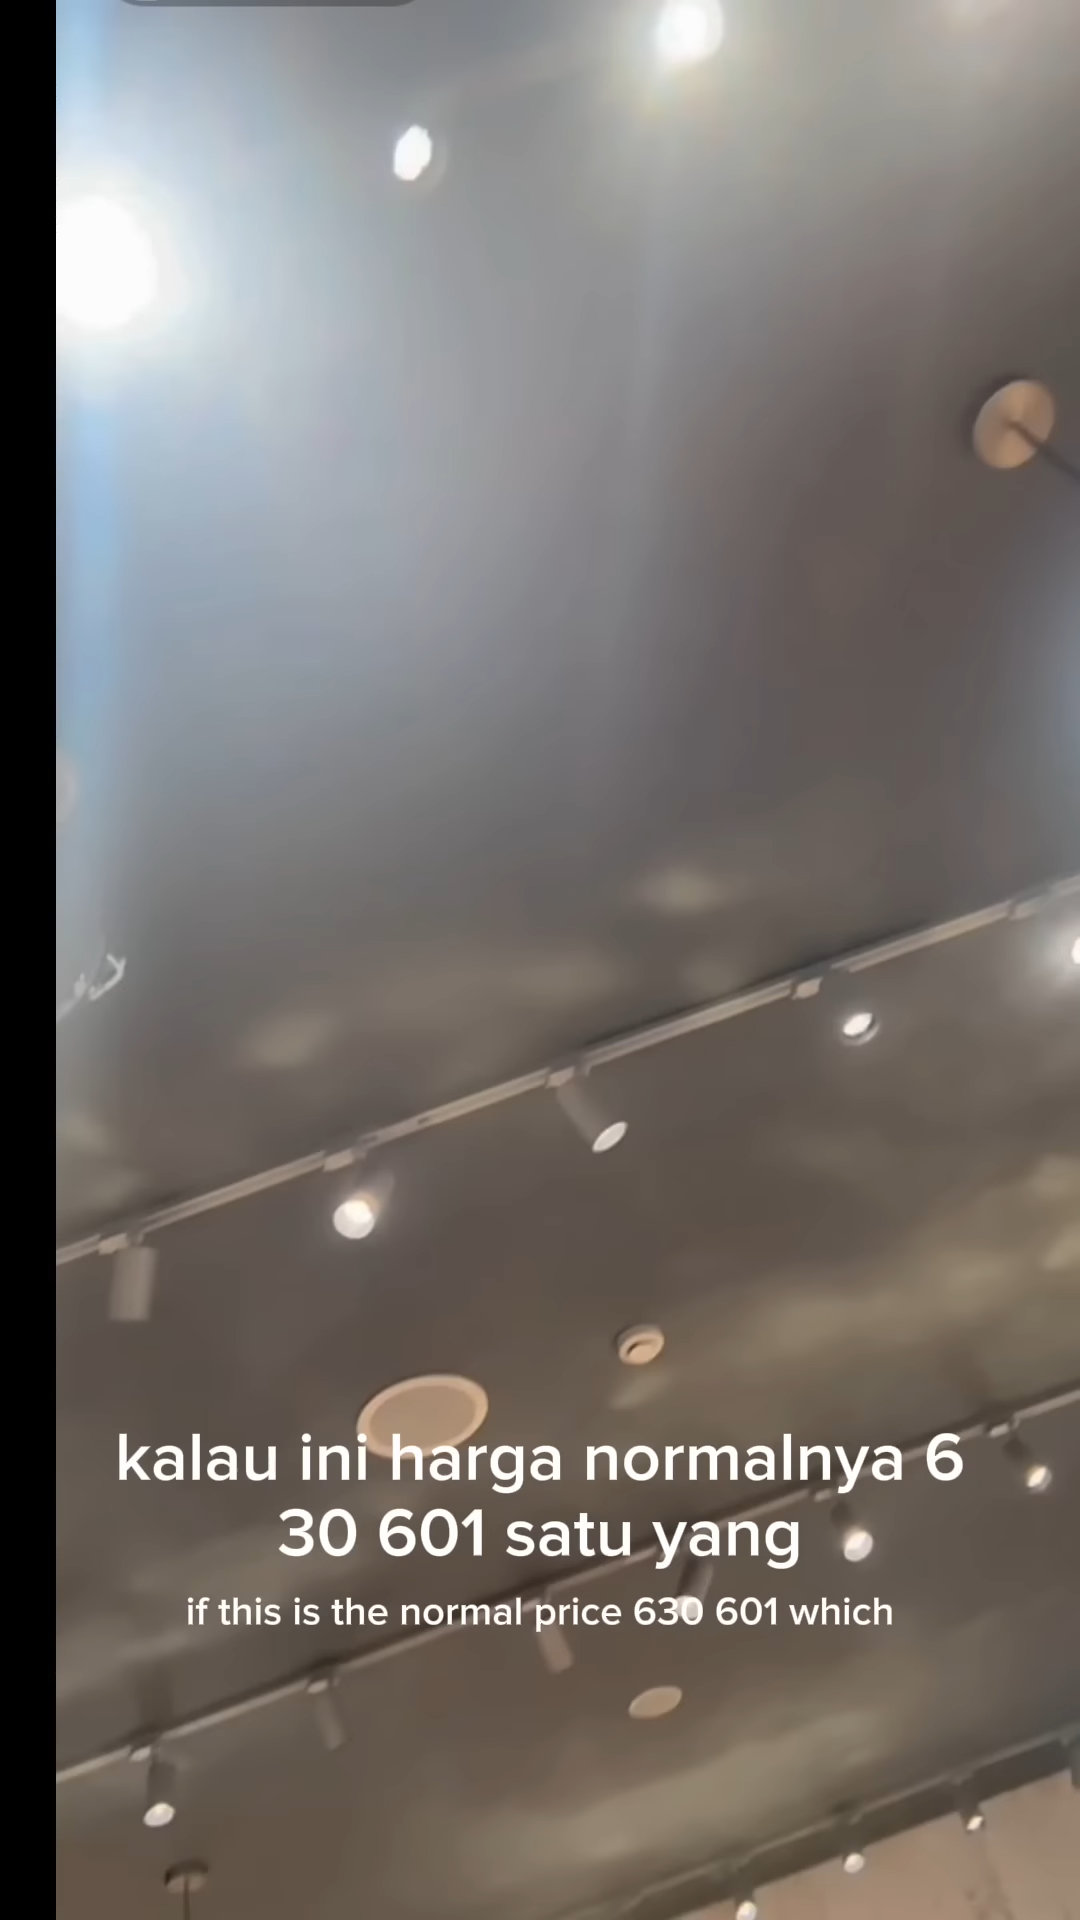 kalau ini harga normalnya 6
30 601 satu yang
if this is the normal price 630 601 which